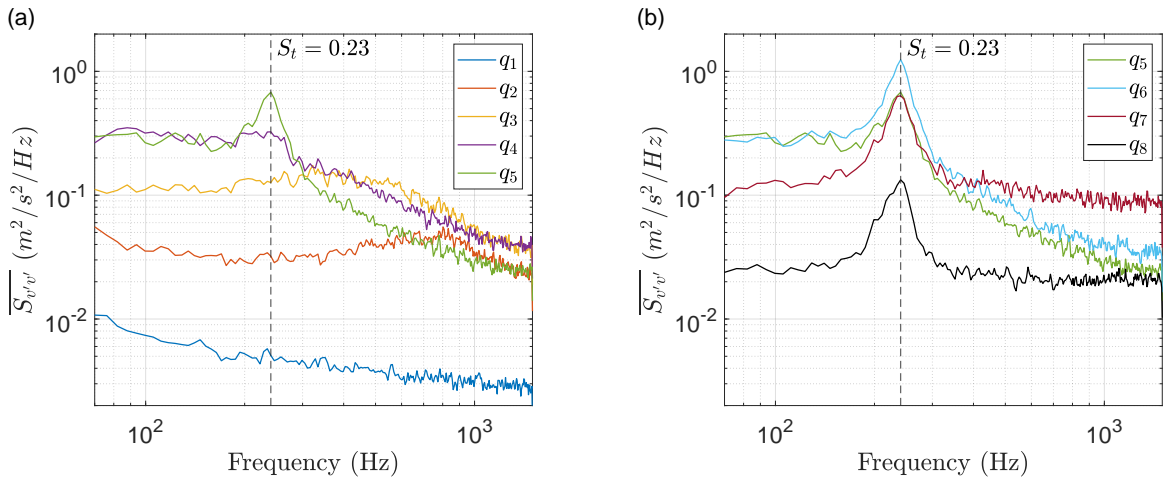 (a)
S_t = 0.23
q_1
q_2
q_3
q_4
q_5
10^0
10^{-1}
10^{-2}
\overline{S_{v'v'}} (m^2/s^2/Hz)
10^2
10^3
Frequency (Hz)
(b)
S_t = 0.23
q_5
q_6
q_7
q_8
10^0
10^{-1}
10^{-2}
\overline{S_{v'v'}} (m^2/s^2/Hz)
10^2
10^3
Frequency (Hz)